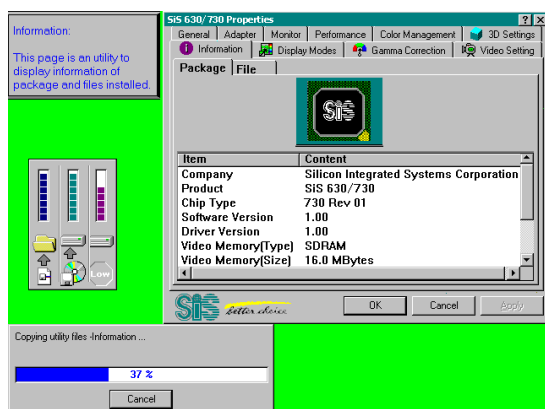 Information:
This page is an utility to
display information of
package and files installed.
SiS 630/730 Properties
General Adapter Monitor Performance Color Management 3D Settings
Information Display Modes Gamma Correction Video Setting
Package File
SiS
Item Content
Company Silicon Integrated Systems Corporation
Product SiS 630/730
Chip Type 730 Rev 01
Software Version 1.00
Driver Version 1.00
Video Memory(Type) SDRAM
Video Memory(Size) 16.0 MBytes
SiS better choice
OK Cancel Apply
Low
Copying utility files -Information ...
37 %
Cancel